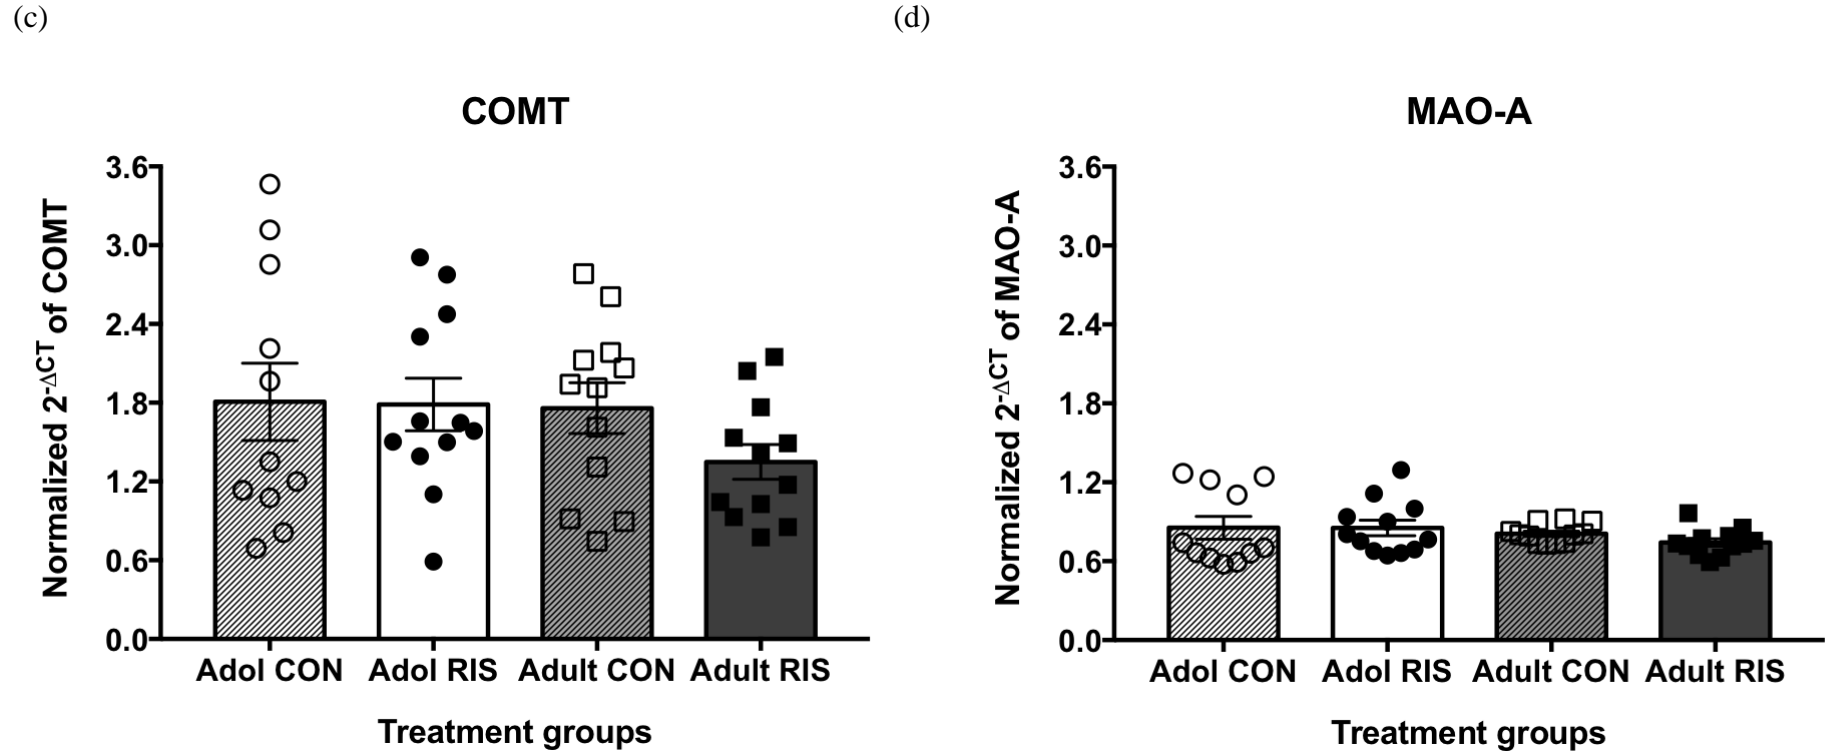 (c)
COMT
Normalized 2-ΔCT of COMT
3.6
3.0
2.4
1.8
1.2
0.6
0.0
Adol CON Adol RIS Adult CON Adult RIS
Treatment groups
(d)
MAO-A
Normalized 2-ΔCT of MAO-A
3.6
3.0
2.4
1.8
1.2
0.6
0.0
Adol CON Adol RIS Adult CON Adult RIS
Treatment groups